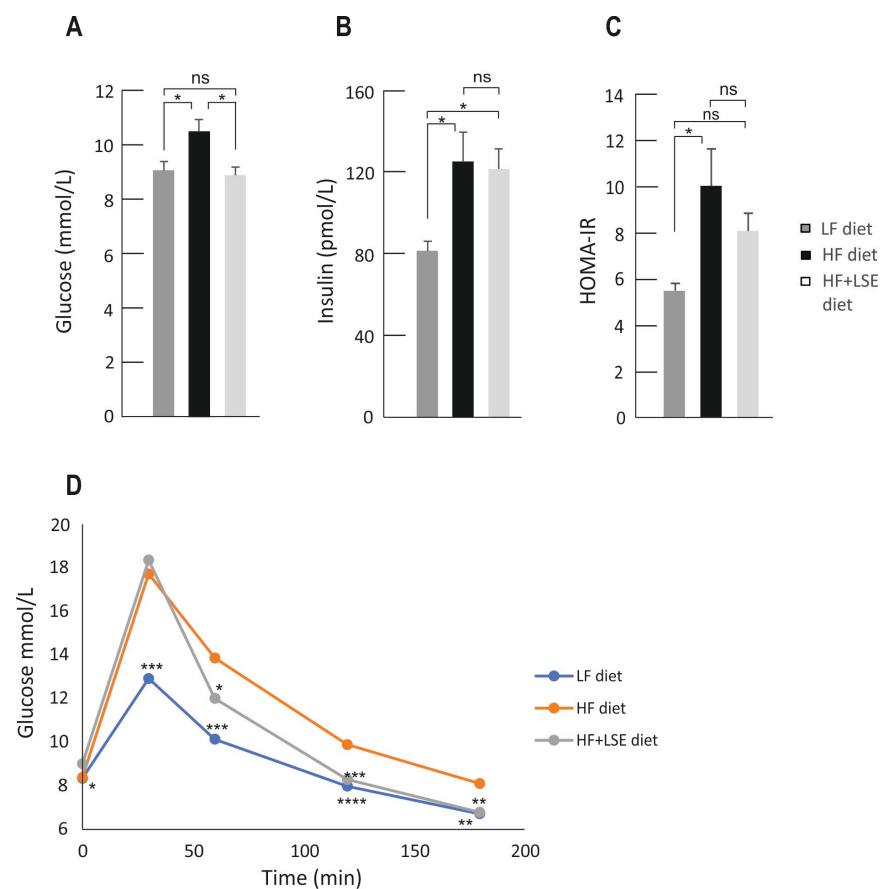 A
B
C
ns
* *
12
10
8
6
4
2
0
Glucose (mmol/L)
ns
*
*
160
120
80
40
0
Insulin (pmol/L)
ns
ns
*
14
12
10
8
6
4
2
0
HOMA-IR
LF diet
HF diet
HF+LSE
diet
D
20
18
16
14
12
10
8
6
Glucose mmol/L
***
*
***
***
****
**
**
*
0 50 100 150 200
Time (min)
LF diet
HF diet
HF+LSE diet